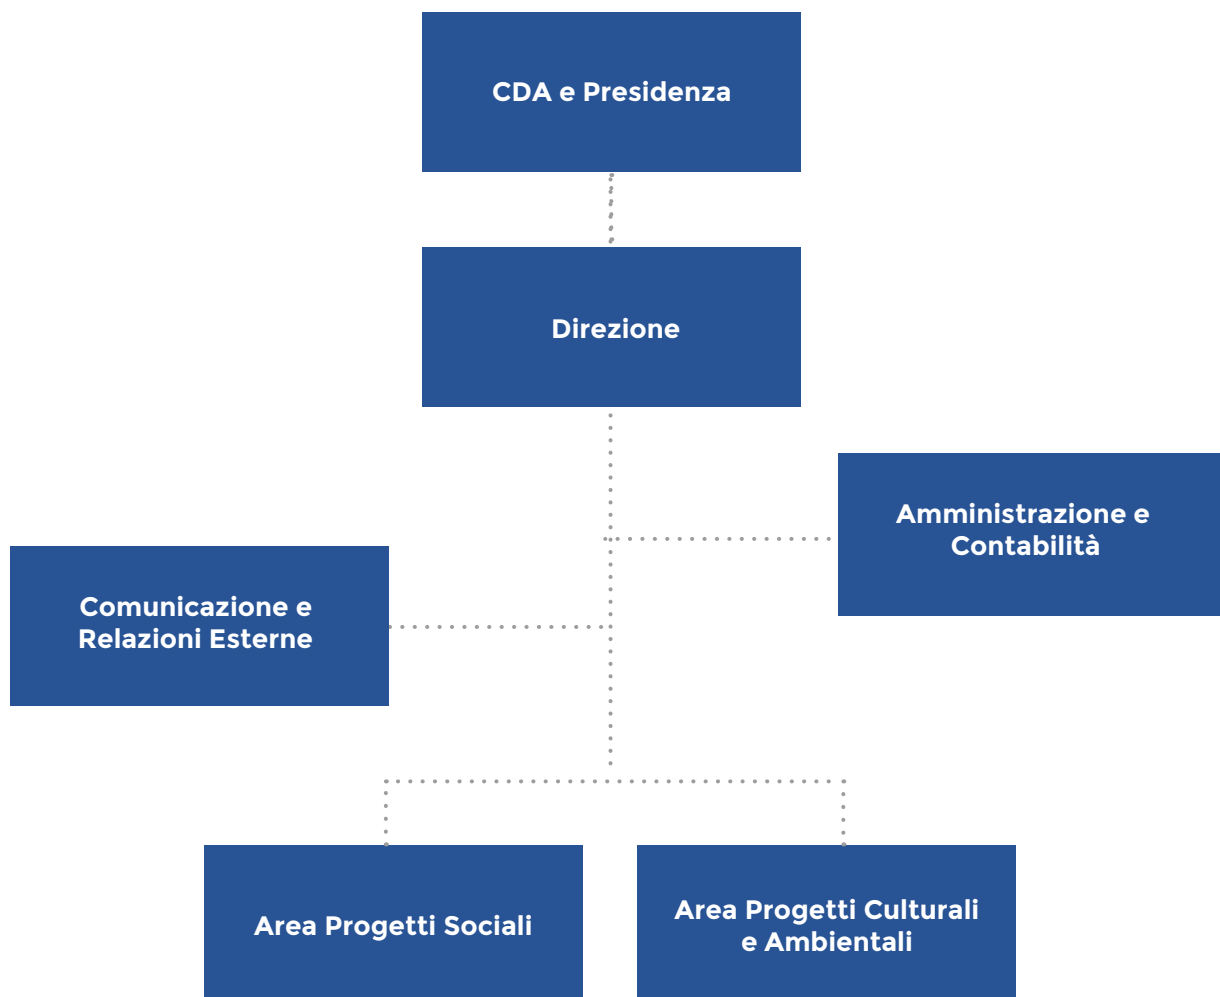 CDA e Presidenza
Direzione
Amministrazione e
Contabilità
Comunicazione e
Relazioni Esterne
Area Progetti Sociali
Area Progetti Culturali
e Ambientali